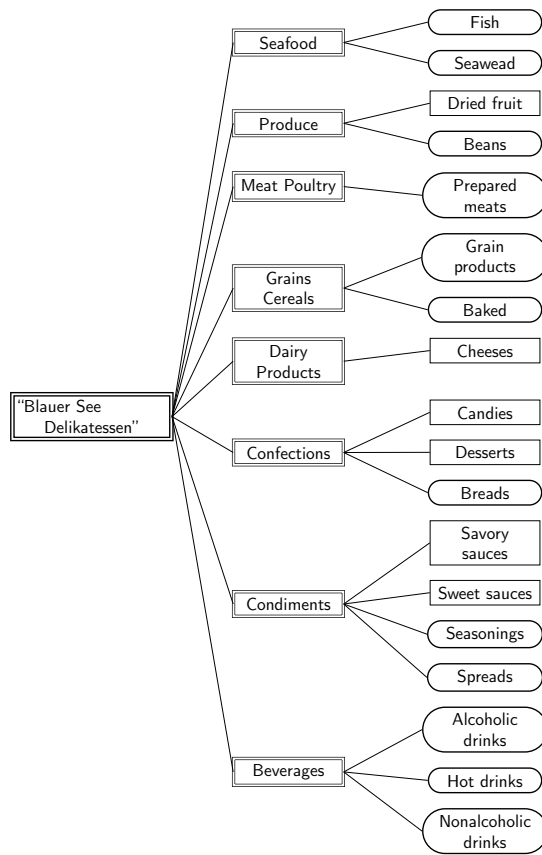 Fish
Seafood
Seawead
Dried fruit
Produce
Beans
Meat Poultry
Prepared
meats
Grain
products
Grains
Cereals
Baked
Dairy
Products
Cheeses
“Blauer See
Delikatessen”
Candies
Confections
Desserts
Breads
Savory
sauces
Condiments
Sweet sauces
Seasonings
Spreads
Alcoholic
drinks
Beverages
Hot drinks
Nonalcoholic
drinks